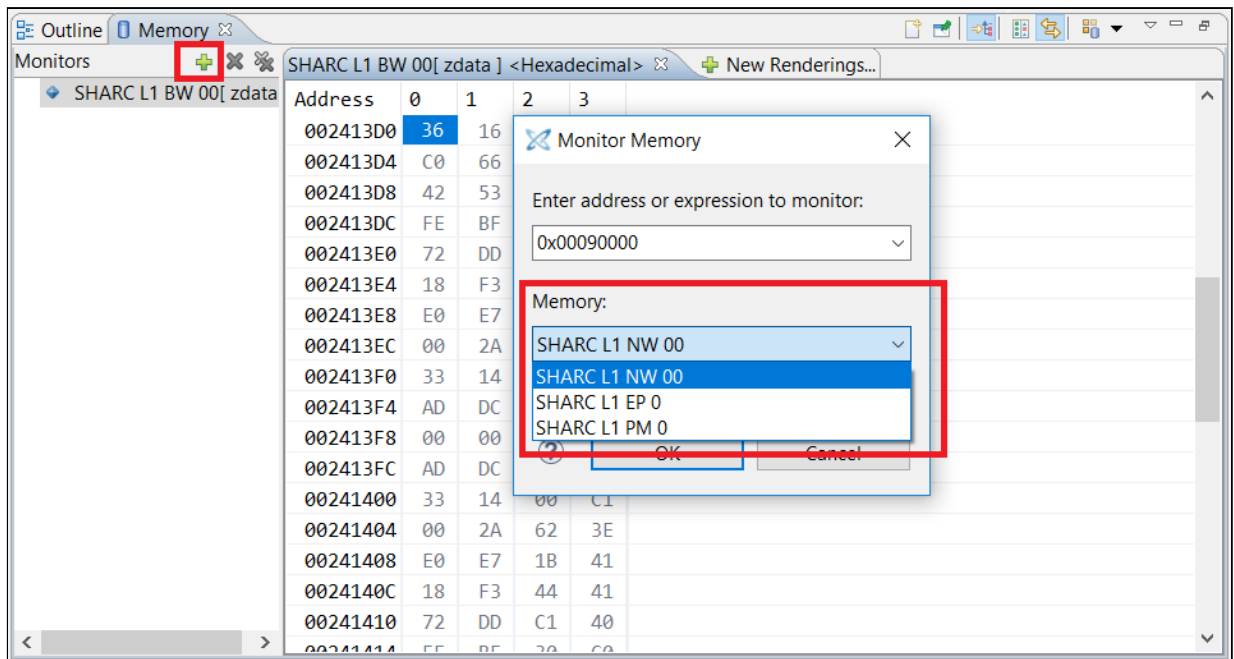 Outline Memory
Monitors
SHARC L1 BW 00[ zdata
SHARC L1 BW 00[ zdata ] <Hexadecimal> New Renderings...
Address 0 1 2 3
002413D0 36 16
002413D4 C0 66
002413D8 42 53
002413DC FE BF
002413E0 72 DD
002413E4 18 F3
002413E8 E0 E7
002413EC 00 2A
002413F0 33 14
002413F4 AD DC
002413F8 00 00
002413FC AD DC
00241400 33 14 00 C1
00241404 00 2A 62 3E
00241408 E0 E7 1B 41
0024140C 18 F3 44 41
00241410 72 DD C1 40
Monitor Memory
Enter address or expression to monitor:
0x00090000
Memory:
SHARC L1 NW 00
SHARC L1 NW 00
SHARC L1 EP 0
SHARC L1 PM 0
OK Cancel